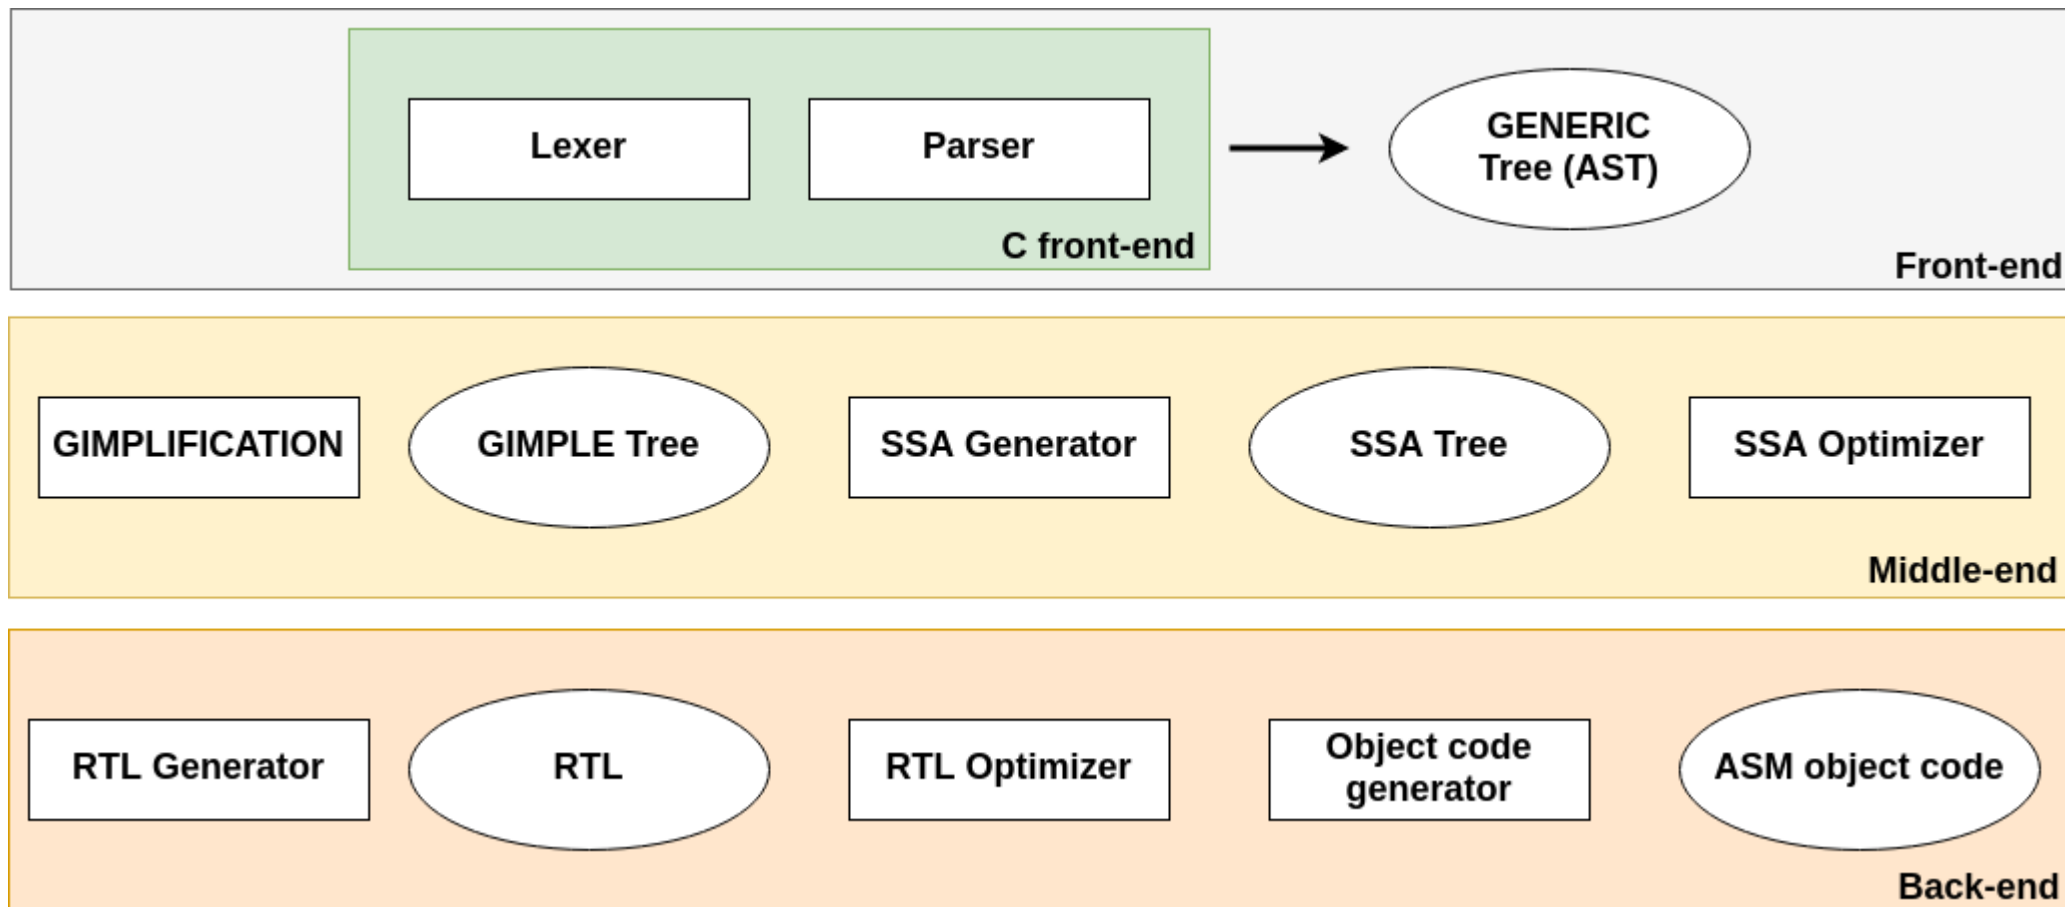 Lexer
Parser
GENERIC
Tree (AST)
C front-end
Front-end
GIMPLIFICATION
GIMPLE Tree
SSA Generator
SSA Tree
SSA Optimizer
Middle-end
RTL Generator
RTL
RTL Optimizer
Object code
generator
ASM object code
Back-end